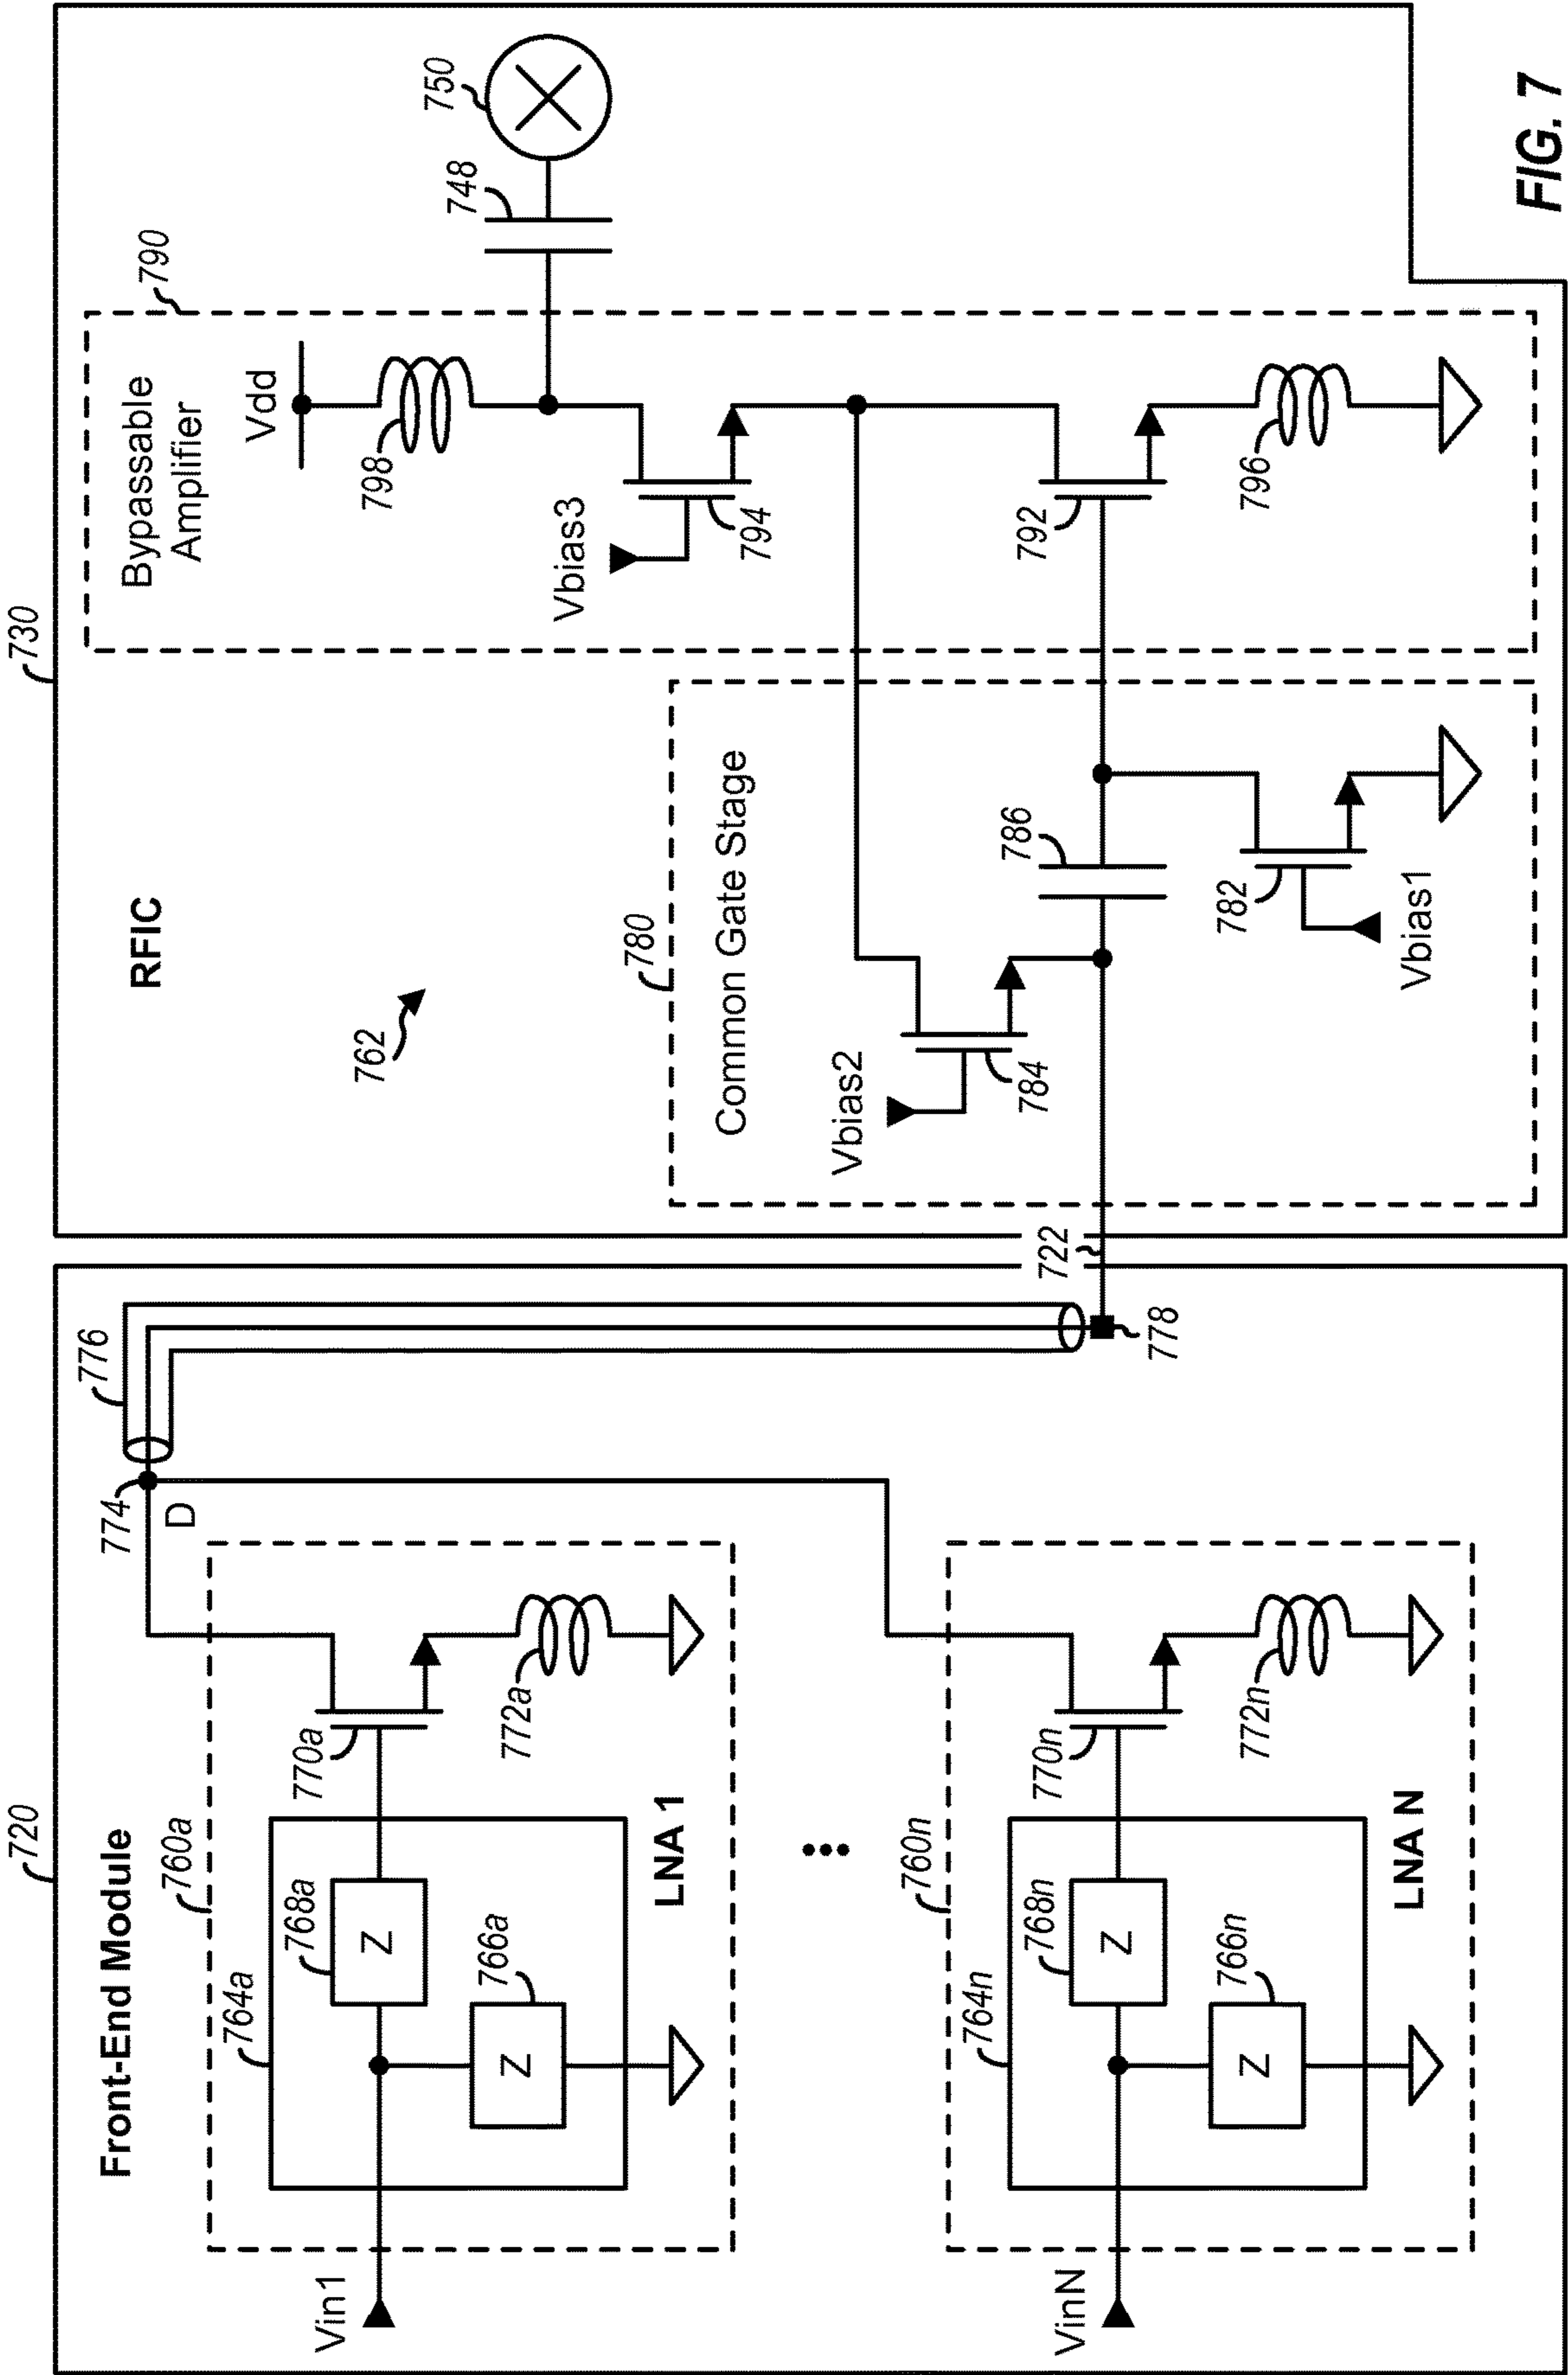 720
Front-End Module
760a
764a
768a
Z
766a
Z
Vin1
770a
772a
LNA 1
774
D
776
760n
764n
768n
Z
766n
Z
VinN
770n
772n
LNA N
778
722
730
RFIC
762
780
Common Gate Stage
Vbias2
784
786
782
Vbias1
790
Bypassable
Amplifier
Vdd
798
Vbias3
794
792
796
748
750
FIG. 7